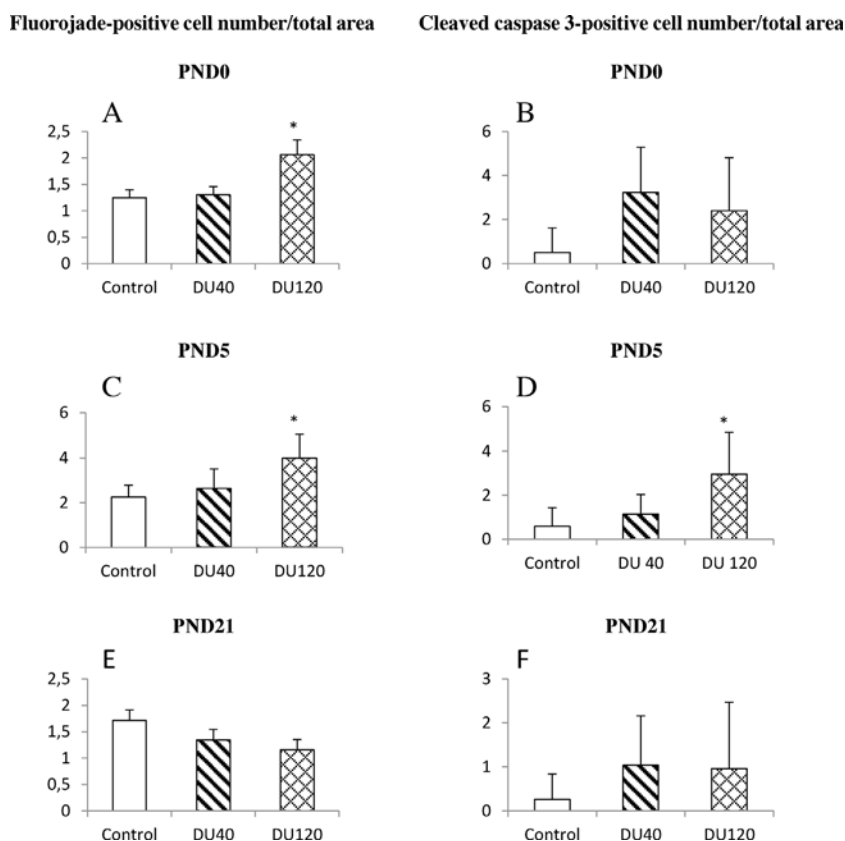 Fluorojade-positive cell number/total area Cleaved caspase 3-positive cell number/total area
PND0 PND0
A B
*
2,5
2
1,5
1
0,5
0
Control DU40 DU120
6
4
2
0
Control DU40 DU120
PND5 PND5
C D
*
6
4
2
0
Control DU40 DU120
*
6
4
2
0
Control DU 40 DU 120
PND21 PND21
E F
2,5
2
1,5
1
0,5
0
Control DU40 DU120
3
2
1
0
Control DU40 DU120